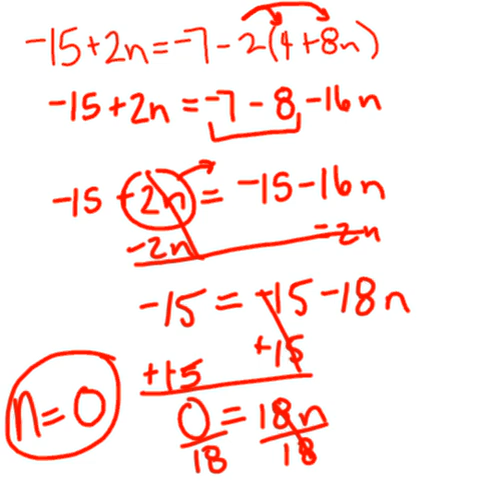 -15+2n=-7-2(4+8n)
-15+2n=-7-8-16n
-15+2n=-15-16n
-2n -2n
-15=-15-18n
+15 +15
n=0
0=18n
18 18